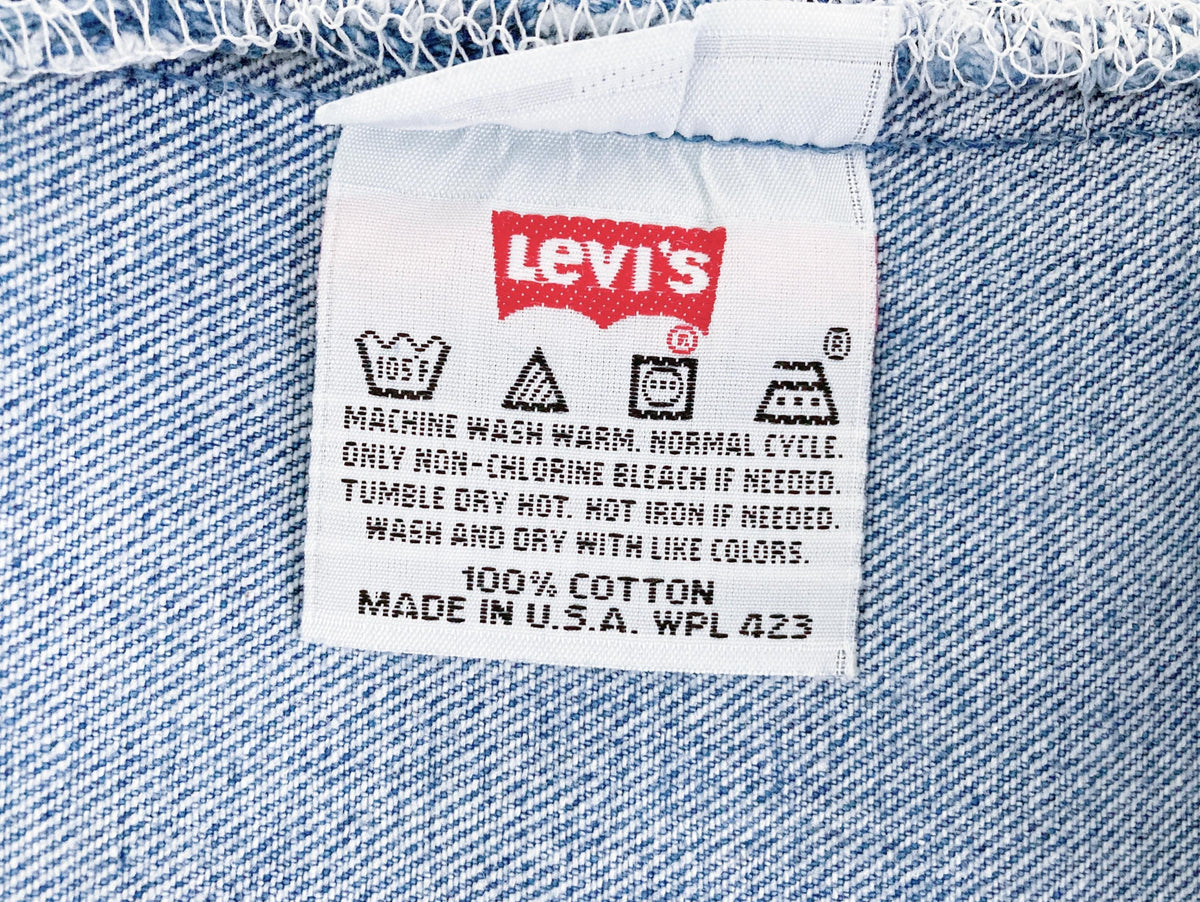 LEVI'S
®
105°F
®
MACHINE WASH WARM. NORMAL CYCLE.
ONLY NON-CHLORINE BLEACH IF NEEDED.
TUMBLE DRY HOT. HOT IRON IF NEEDED.
WASH AND DRY WITH LIKE COLORS.
100% COTTON
MADE IN U.S.A. WPL 423